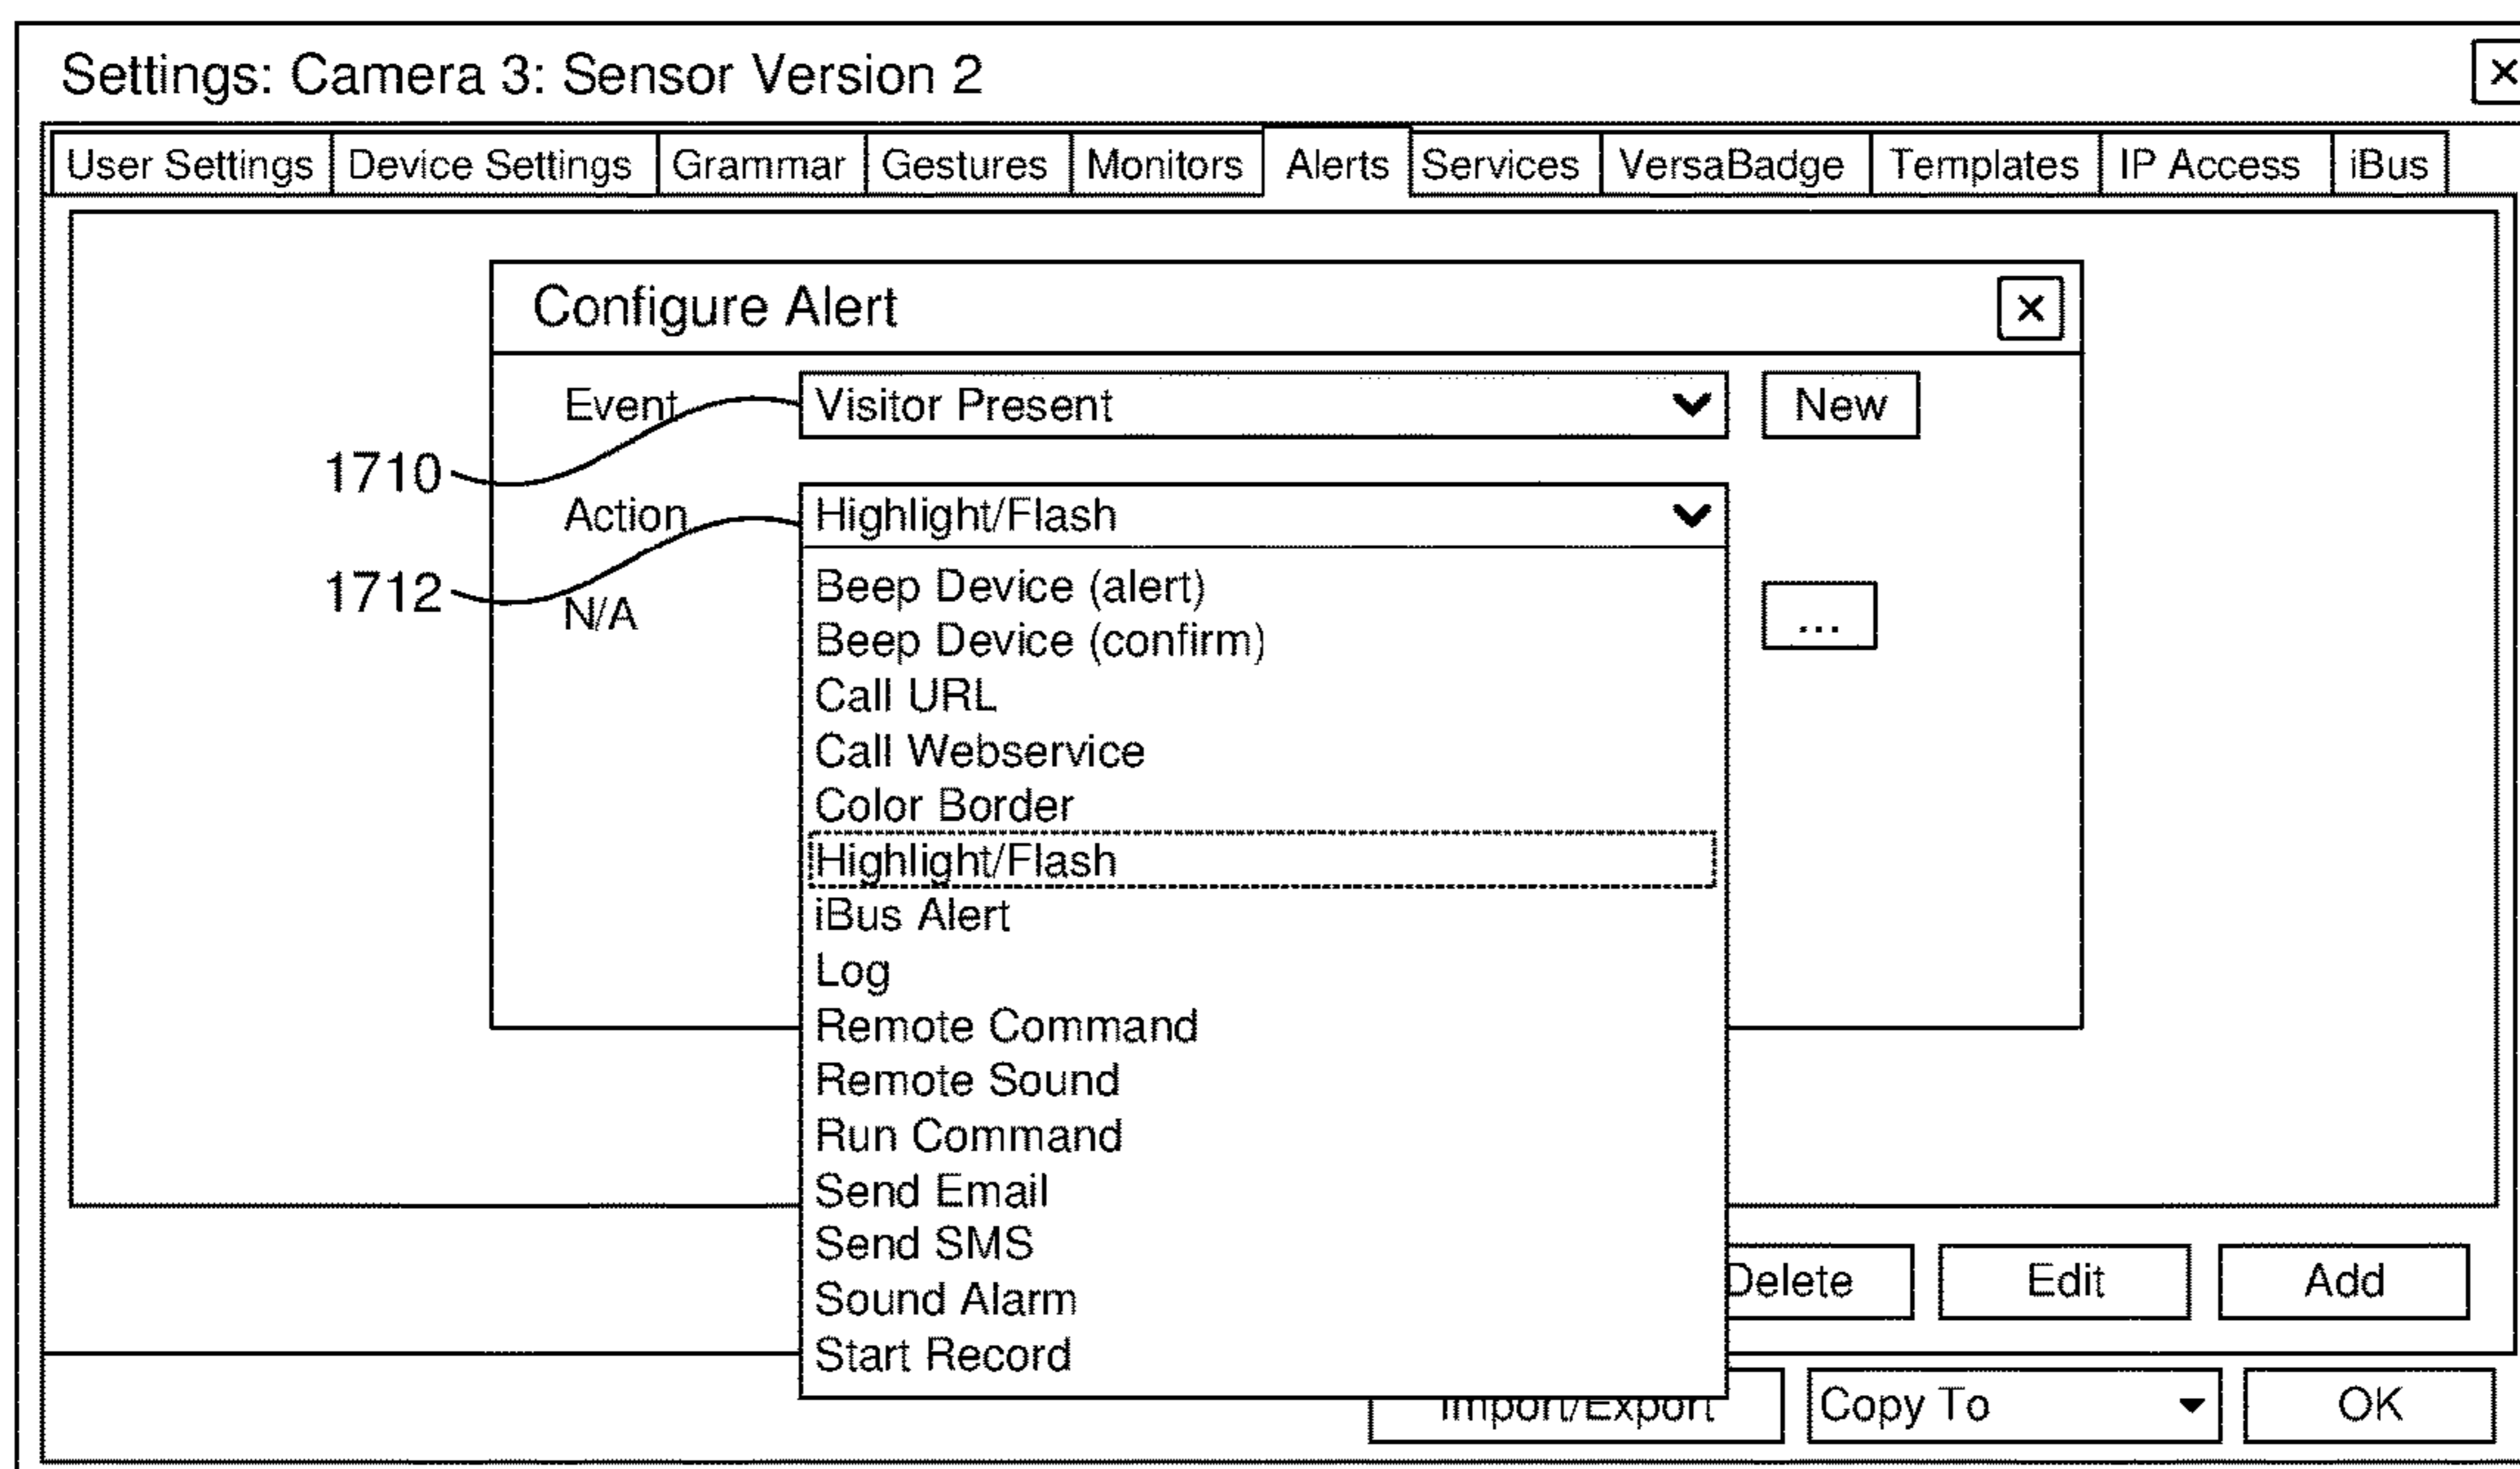 Settings: Camera 3: Sensor Version 2 ×
User Settings Device Settings Grammar Gestures Monitors Alerts Services VersaBadge Templates IP Access iBus
Configure Alert ×
Event Visitor Present New
1710
Action Highlight/Flash
1712
N/A ...
Beep Device (alert)
Beep Device (confirm)
Call URL
Call Webservice
Color Border
Highlight/Flash
iBus Alert
Log
Remote Command
Remote Sound
Run Command
Send Email
Send SMS
Sound Alarm
Start Record
Delete Edit Add
Import/Export Copy To OK